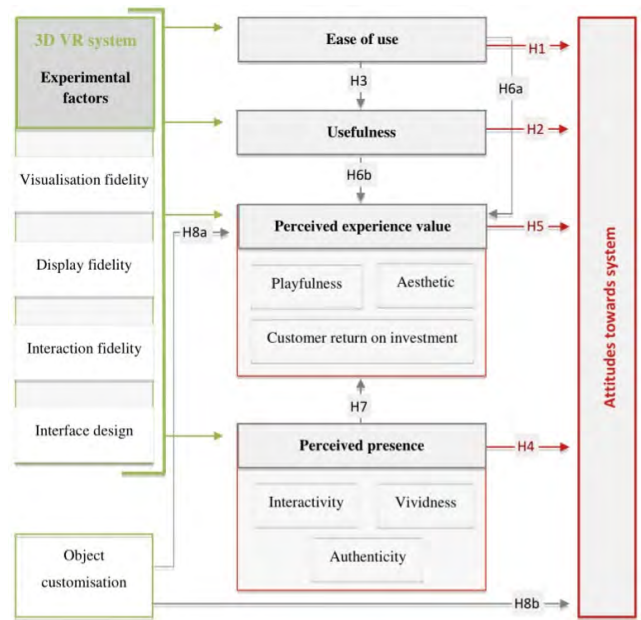 3D VR system
Experimental
factors
Visualisation fidelity
Display fidelity
Interaction fidelity
Interface design
Object
customisation
Ease of use
H1
H3
H6a
Usefulness
H2
H6b
H8a
Perceived experience value
H5
Playfulness
Aesthetic
Customer return on investment
H7
Perceived presence
H4
Interactivity
Vividness
Authenticity
H8b
Attitudes towards system